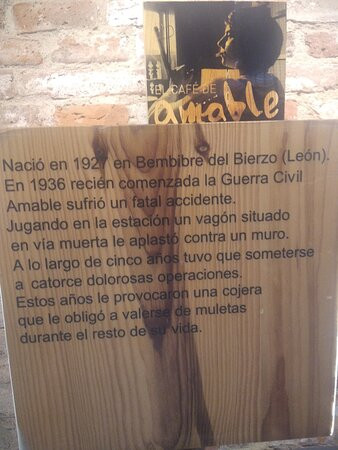 EL CAFÉ DE
amable
Nació en 1927 en Bembibre del Bierzo (León).
En 1936 recién comenzada la Guerra Civil
Amable sufrió un fatal accidente.
Jugando en la estación un vagón situado
en vía muerta le aplastó contra un muro.
A lo largo de cinco años tuvo que someterse
a catorce dolorosas operaciones.
Estos años le provocaron una cojera
que le obligó a valerse de muletas
durante el resto de su vida.